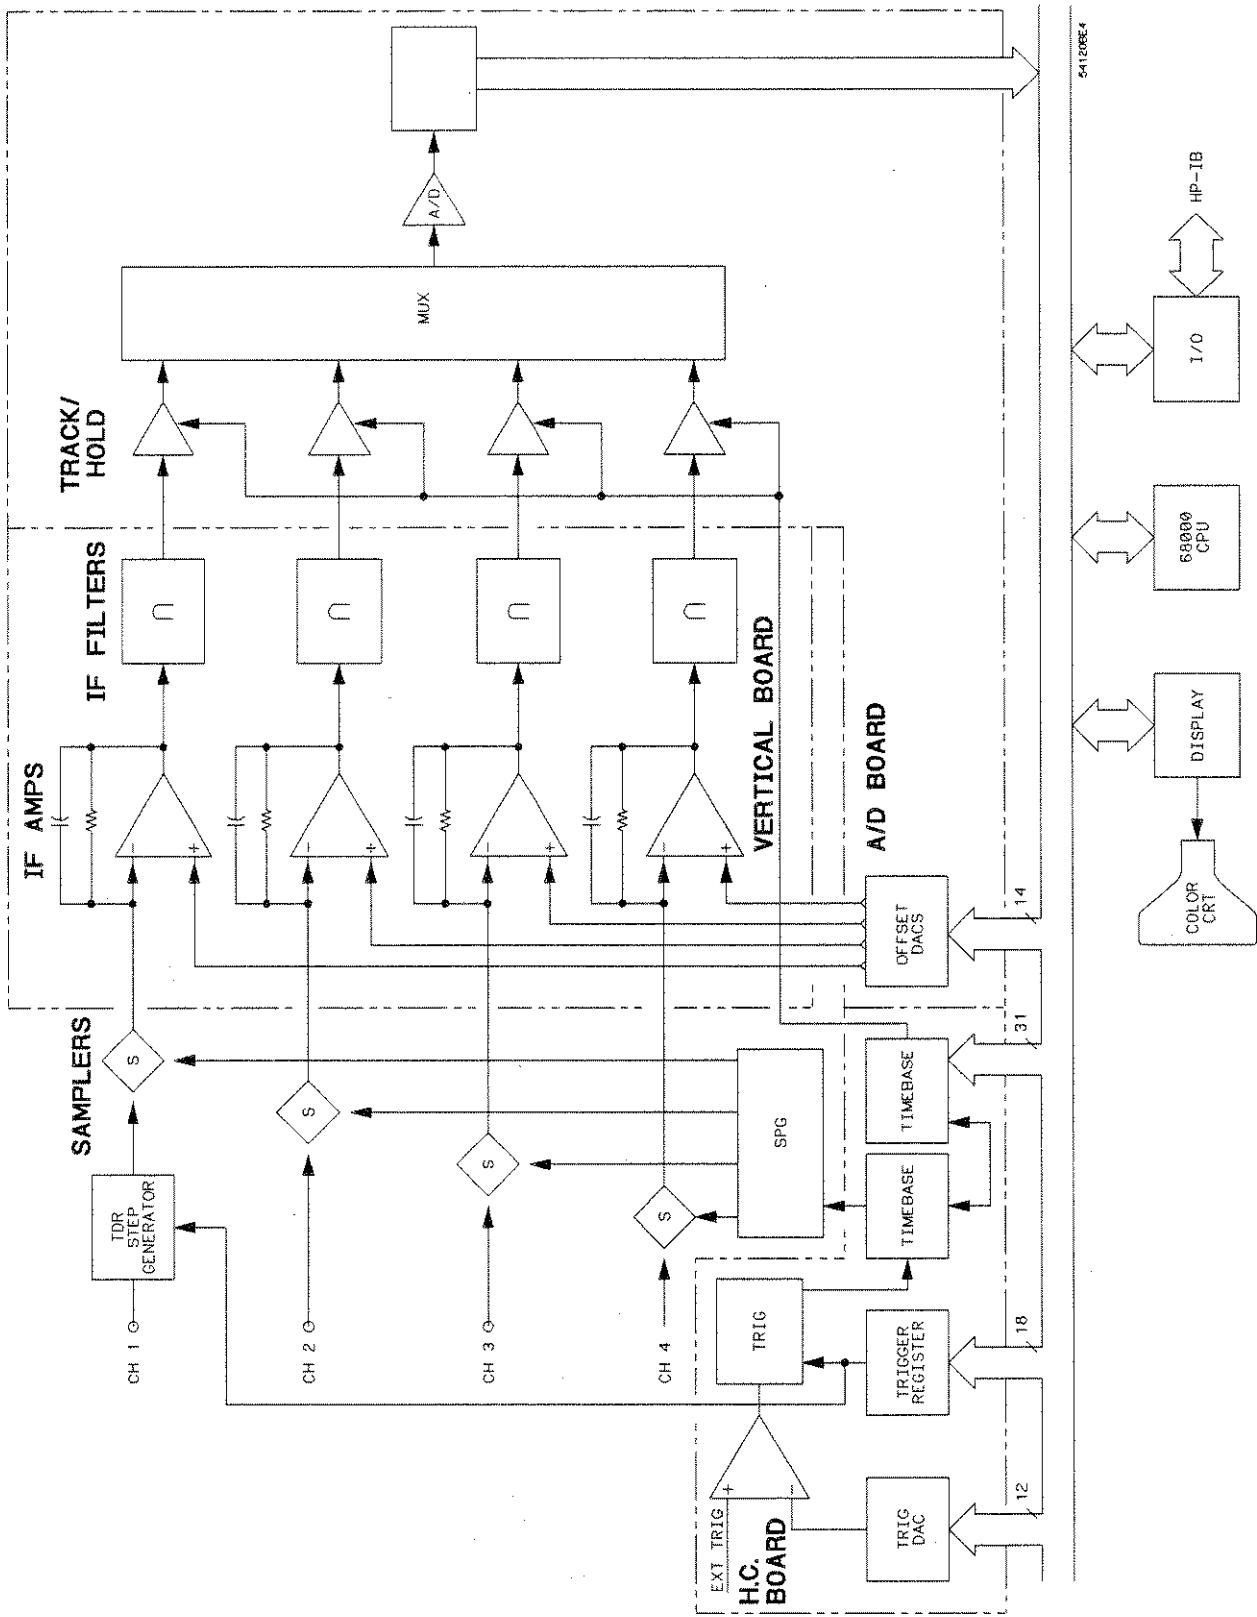 SAMPLERS
IF AMPS
IF FILTERS
TRACK/
HOLD
CH 1
TDR
STEP
GENERATOR
S
-
+
∩
CH 2
S
-
+
∩
CH 3
S
-
+
∩
CH 4
S
-
+
∩
MUX
A/D
VERTICAL BOARD
A/D BOARD
EXT TRIG
+
-
H.C.
BOARD
TRIG
SPG
TRIG
DAC
TRIGGER
REGISTER
TIMEBASE
TIMEBASE
OFFSET
DACS
12
18
31
14
54120BE4
COLOR
CRT
DISPLAY
68000
CPU
I/O
HP-IB